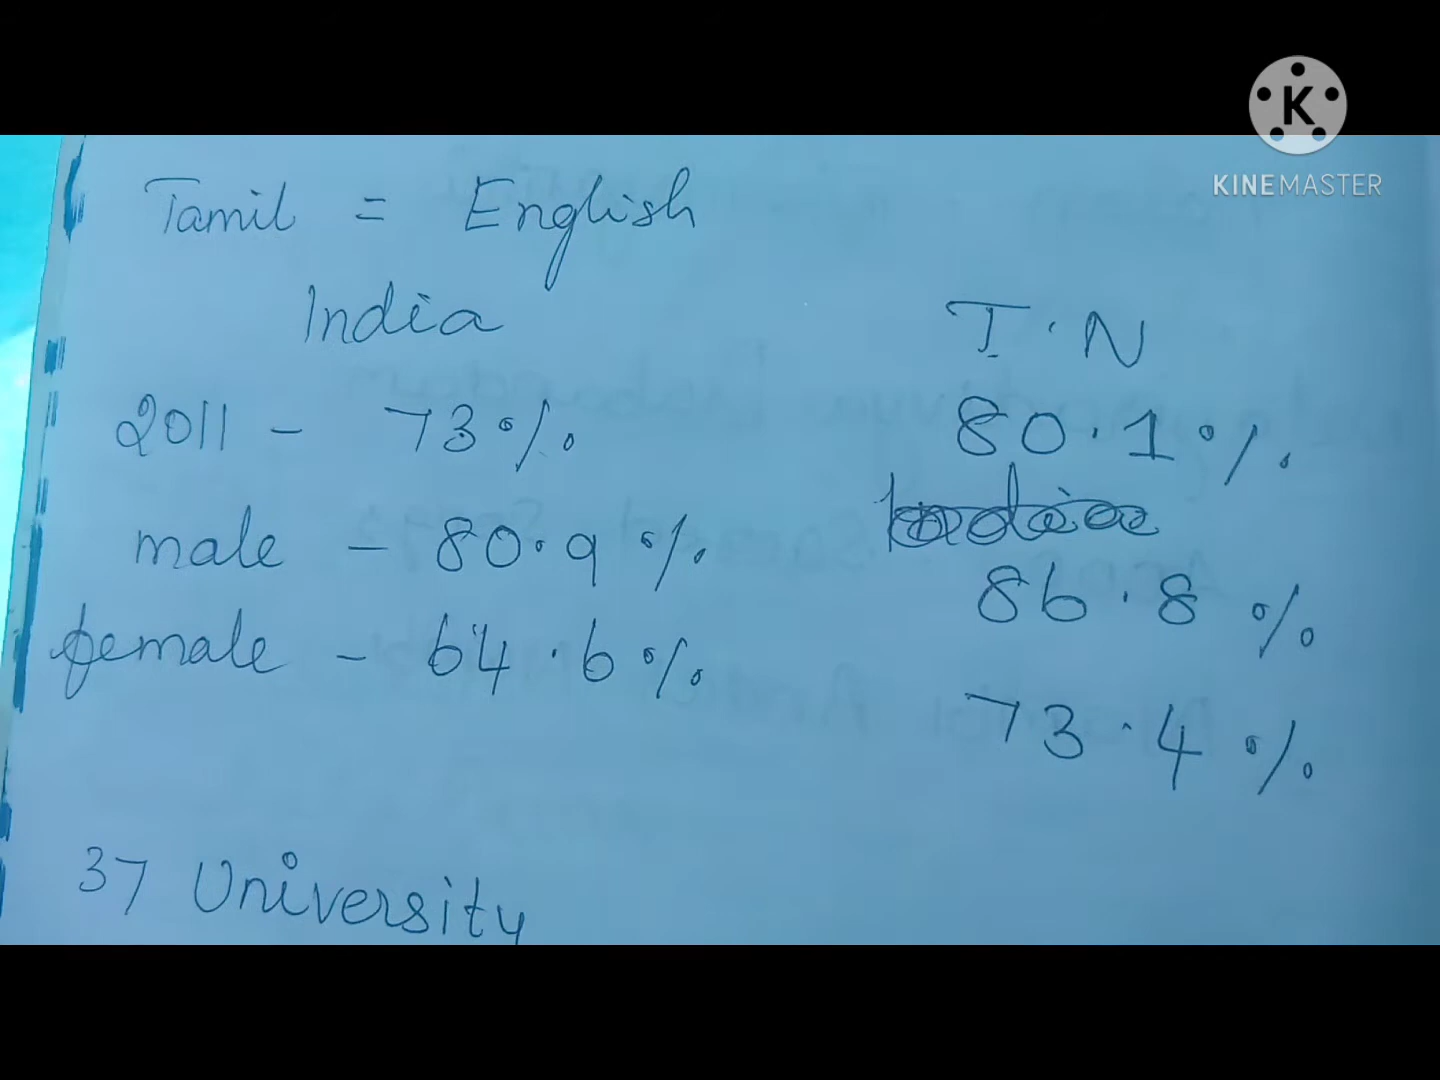 KINEMASTER
Tamil = English
India T.N
2011 - 73% 80.1%
male - 80.9% 86.8%
female - 64.6% 73.4%
37 University